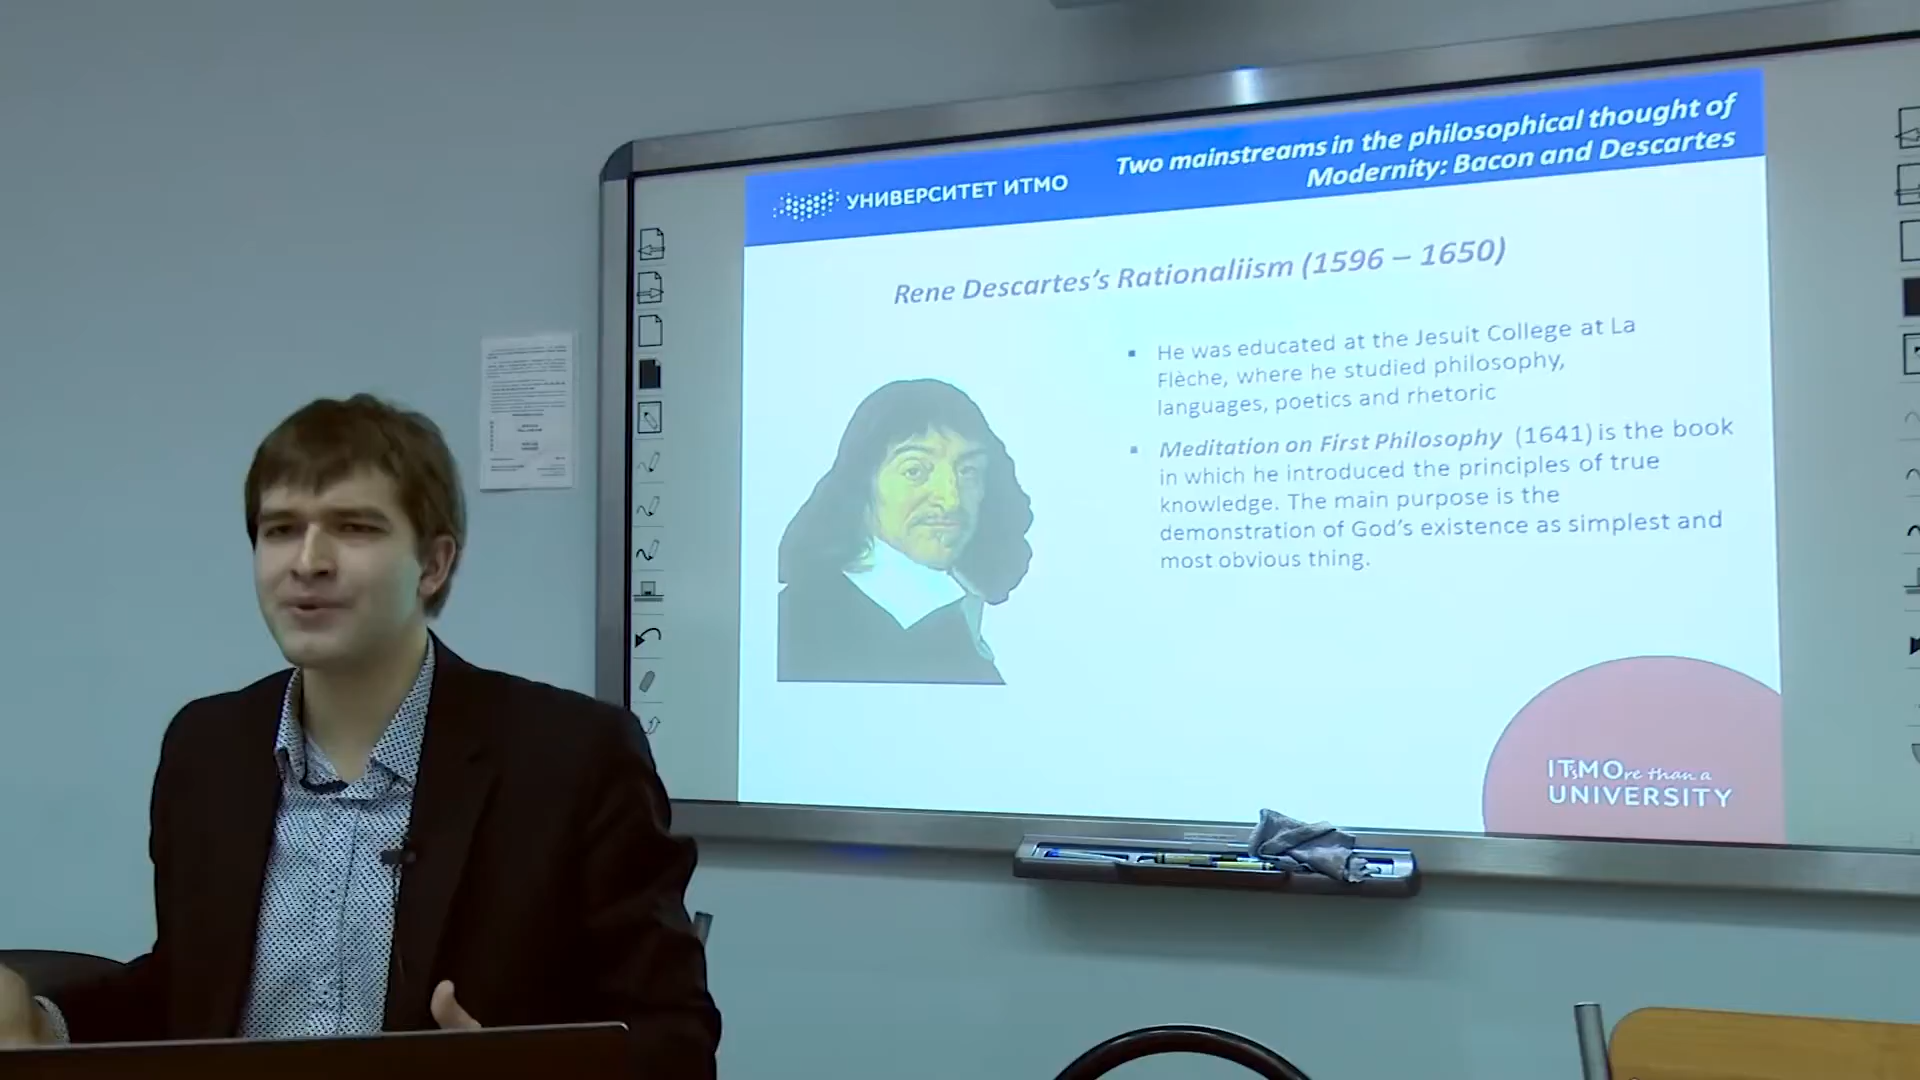 Two mainstreams in the philosophical thought of
Modernity: Bacon and Descartes
УНИВЕРСИТЕТ ИТМО
Rene Descartes's Rationaliism (1596 – 1650)
▪ He was educated at the Jesuit College at La
Flèche, where he studied philosophy,
languages, poetics and rhetoric
▪ Meditation on First Philosophy (1641) is the book
in which he introduced the principles of true
knowledge. The main purpose is the
demonstration of God's existence as simplest and
most obvious thing.
IT'sMOre than a
UNIVERSITY